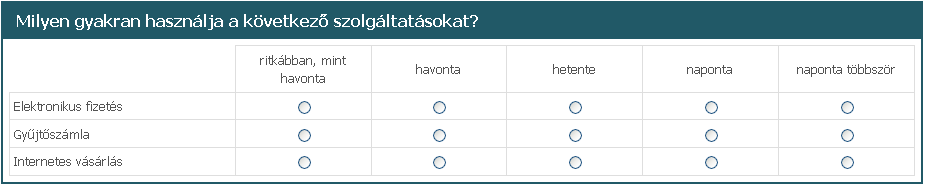 Milyen gyakran használja a következő szolgáltatásokat?
ritkábban, mint
havonta
havonta
hetente
naponta
naponta többször
Elektronikus fizetés
Gyűjtőszámla
Internetes vásárlás